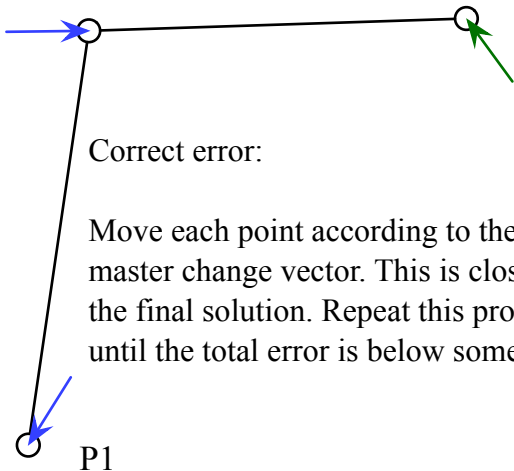 Correct error:
Move each point according to the
master change vector. This is clos
the final solution. Repeat this pro
until the total error is below some
P1